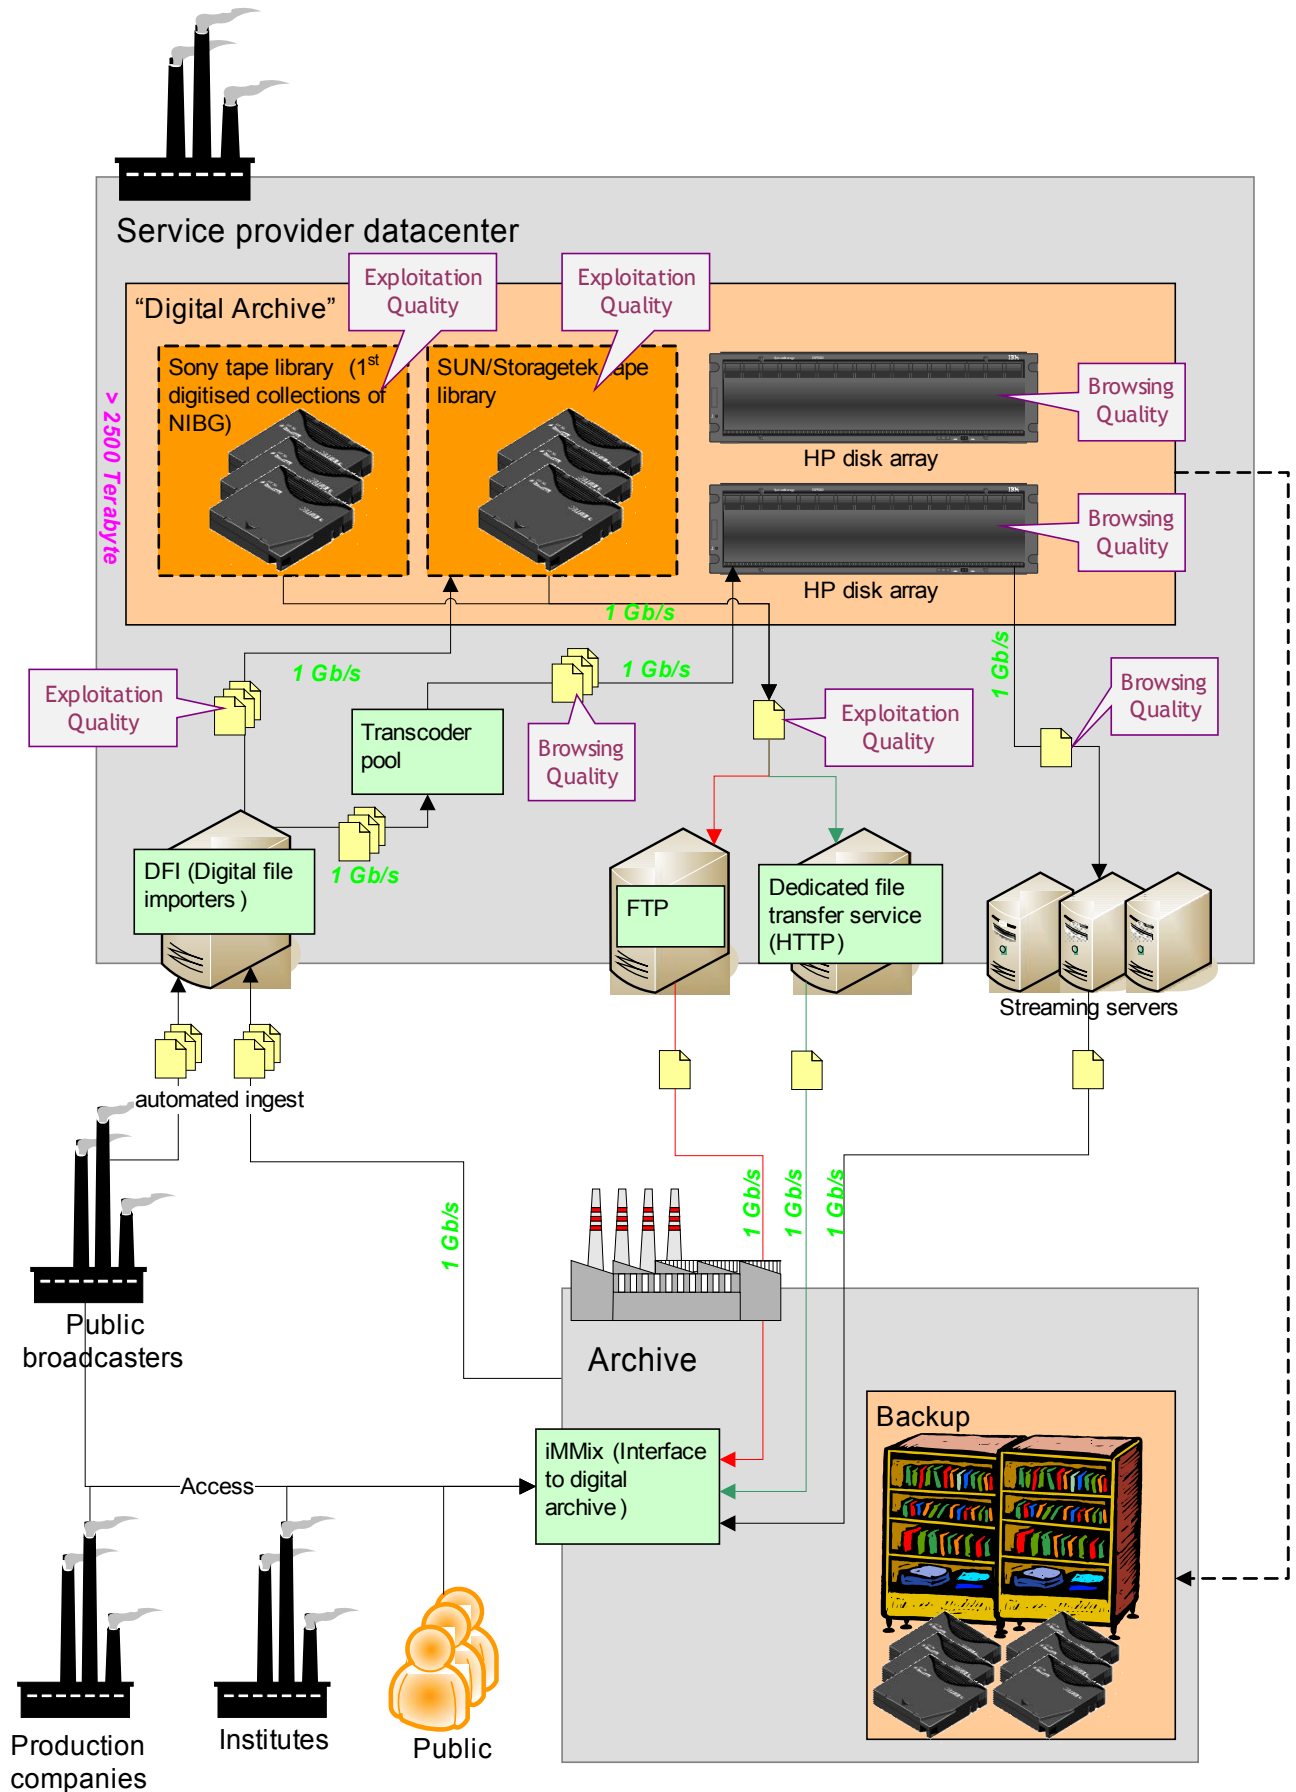 Service provider datacenter
Exploitation
Quality
Exploitation
Quality
"Digital Archive"
Sony tape library (1st
digitised collections of
NIBG)
SUN/Storagetek tape
library
> 2500 Terabyte
Browsing
Quality
HP disk array
Browsing
Quality
HP disk array
1 Gb/s
1 Gb/s
1 Gb/s
1 Gb/s
Exploitation
Quality
Transcoder
pool
Browsing
Quality
Exploitation
Quality
Browsing
Quality
1 Gb/s
DFI (Digital file
importers)
FTP
Dedicated file
transfer service
(HTTP)
Streaming servers
automated ingest
1 Gb/s
1 Gb/s
1 Gb/s
1 Gb/s
Public
broadcasters
Archive
Backup
iMMix (Interface
to digital
archive)
Access
Production
companies
Institutes
Public